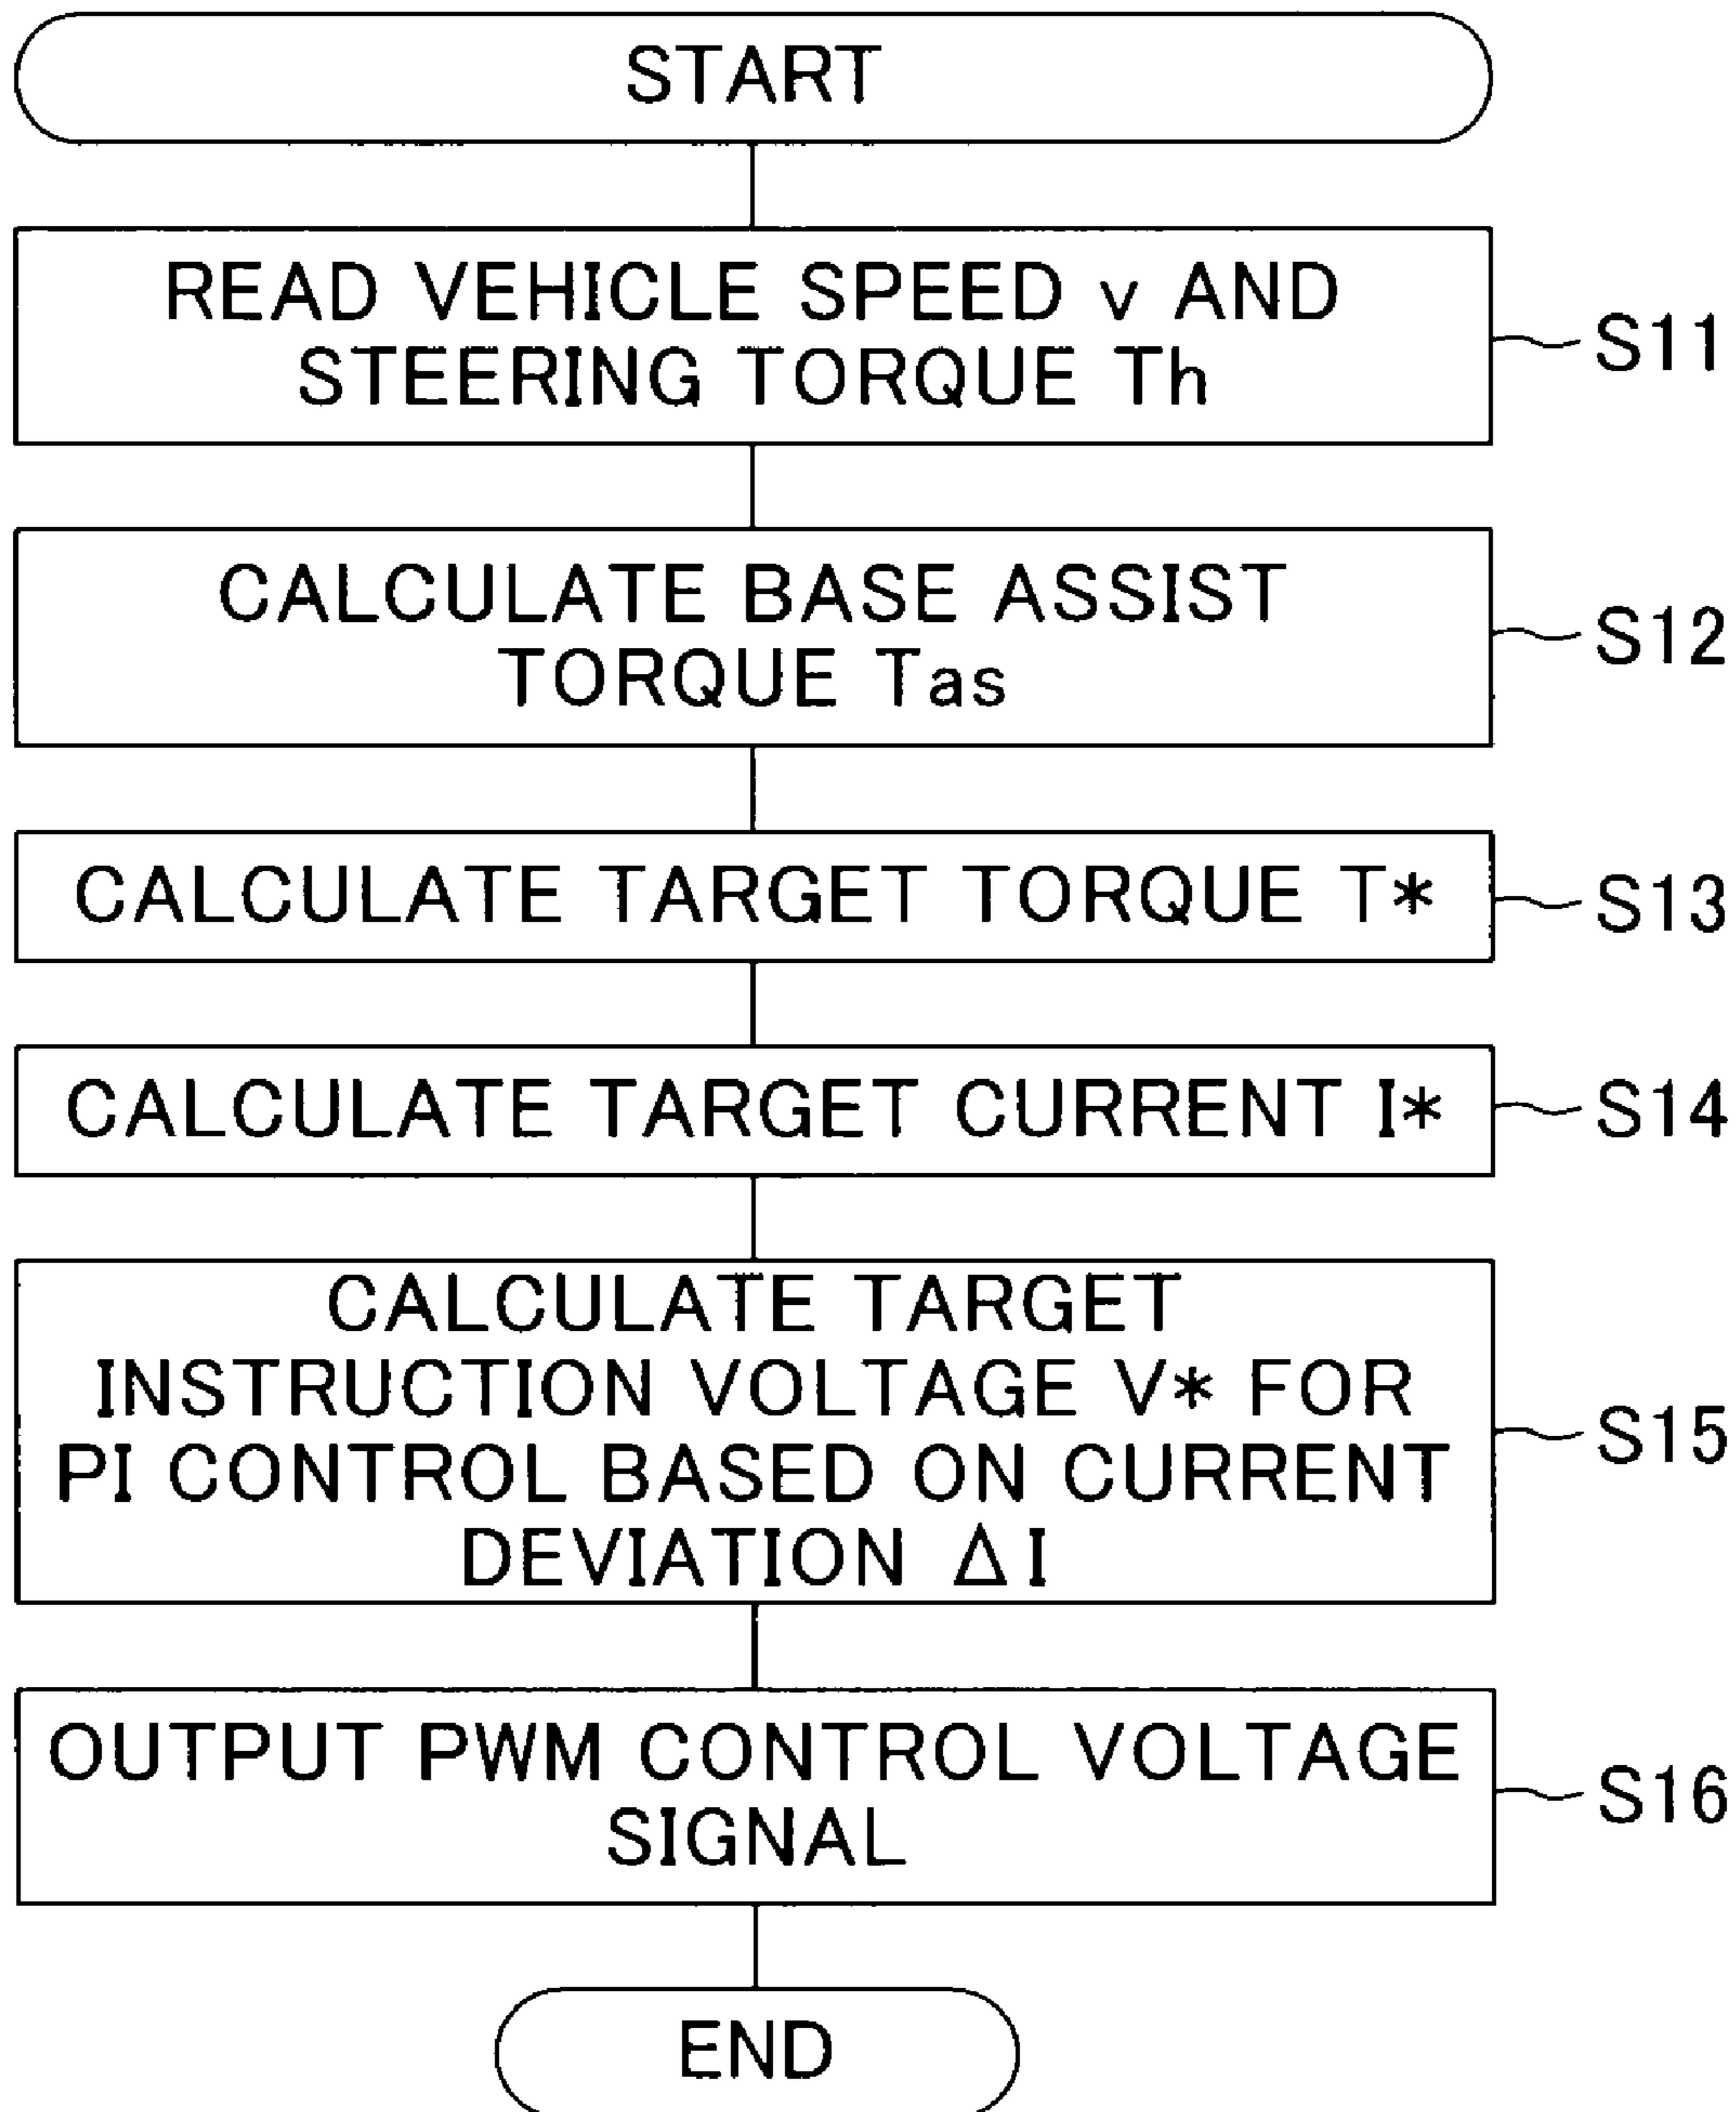 START
READ VEHICLE SPEED v AND
STEERING TORQUE Th
S11
CALCULATE BASE ASSIST
TORQUE Tas
S12
CALCULATE TARGET TORQUE T*
S13
CALCULATE TARGET CURRENT I*
S14
CALCULATE TARGET
INSTRUCTION VOLTAGE V* FOR
PI CONTROL BASED ON CURRENT
DEVIATION ΔI
S15
OUTPUT PWM CONTROL VOLTAGE
SIGNAL
S16
END